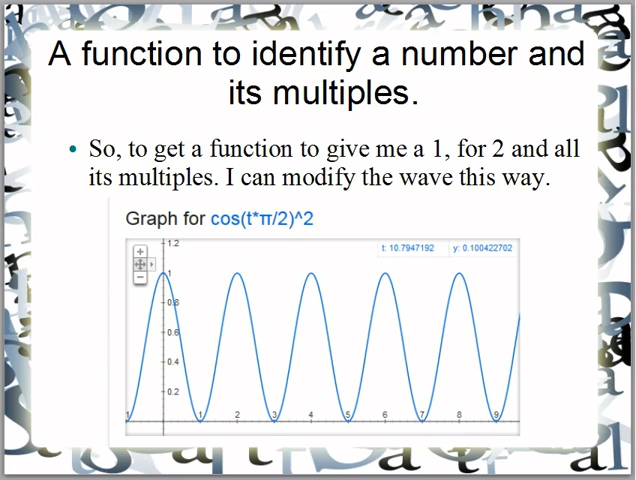 A function to identify a number and
its multiples.
• So, to get a function to give me a 1, for 2 and all
its multiples. I can modify the wave this way.
Graph for cos(t*π/2)^2
t: 10.7947192 y: 0.100422702
1.2
1
0.8
0.6
0.4
0.2
1 1 2 3 4 5 6 7 8 9